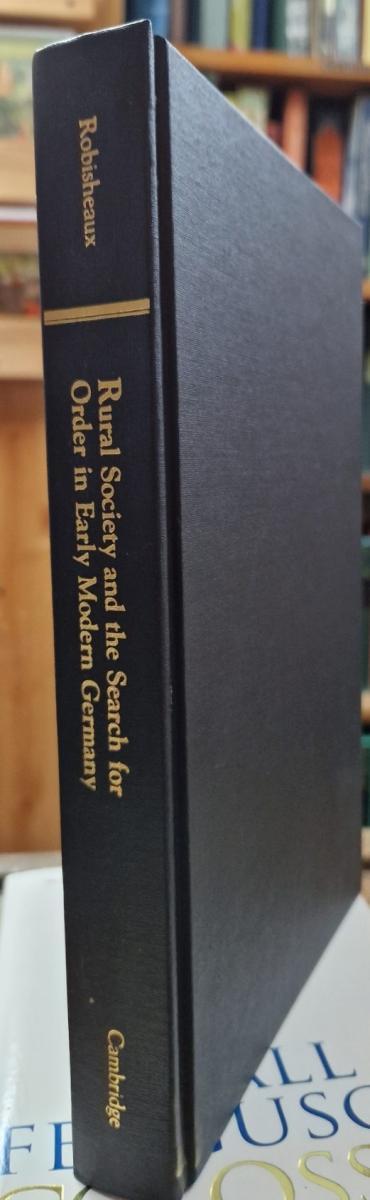 Robisheaux
Rural Society and the Search for
Order in Early Modern Germany
Cambridge